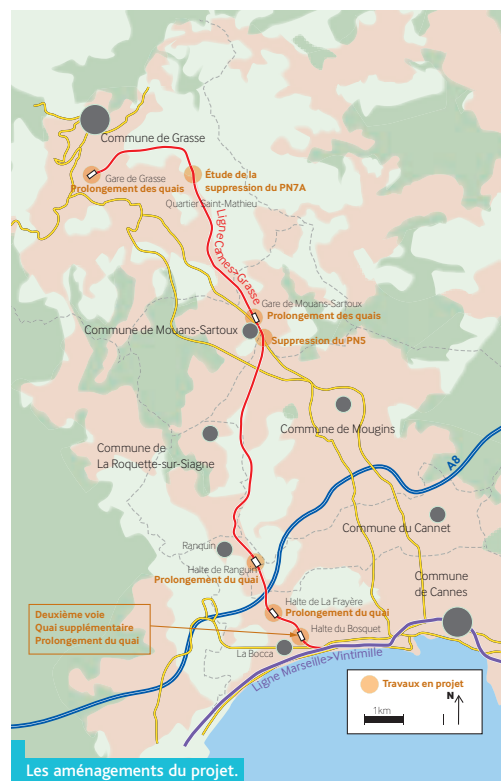 Commune de Grasse
Gare de Grasse
Prolongement des quais
Étude de la
suppression du PN7A
Quartier Saint-Mathieu
Ligne Cannes>Grasse
Gare de Mouans-Sartoux
Prolongement des quais
Commune de Mouans-Sartoux
Suppression du PN5
Commune de Mougins
Commune de
La Roquette-sur-Siagne
A8
Commune du Cannet
Ranquin
Halte de Ranguin
Prolongement du quai
Commune
de Cannes
Halte de La Frayère
Prolongement du quai
Deuxième voie
Quai supplémentaire
Prolongement du quai
Halte du Bosquet
La Bocca
Ligne Marseille>Vintimille
Travaux en projet
1km
N
Les aménagements du projet.